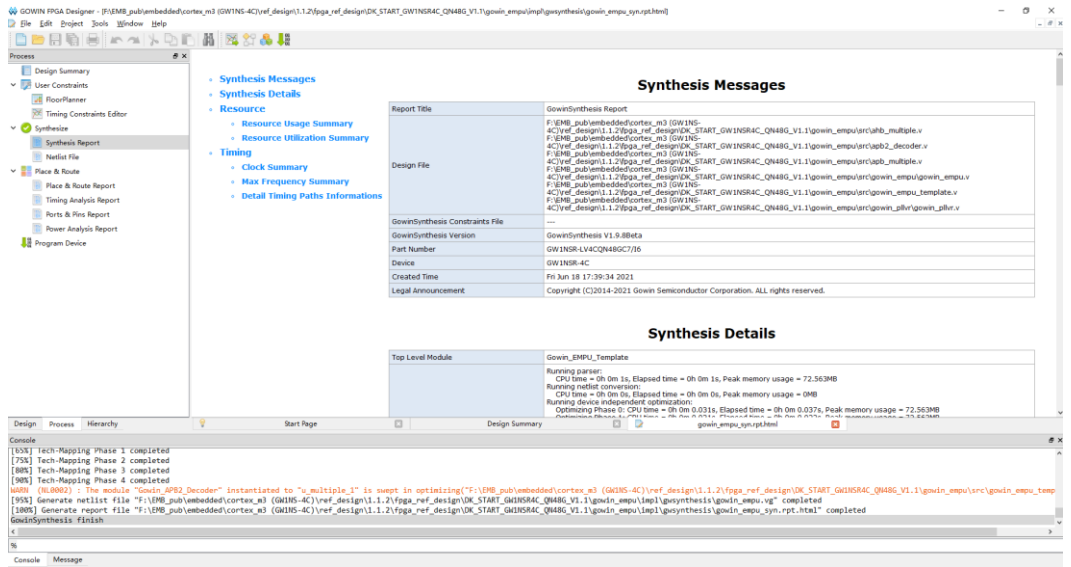 GOWIN FPGA Designer - [F:\EMB_pub\embedded\cortex_m3 (GW1NS-4C)\ref_design\1.1.2\fpga_ref_design\DK_START_GW1NSR4C_QN48G_V1.1\gowin_empu\impl\gwsynthesis\gowin_empu_syn.rpt.html]
File Edit Project Tools Window Help
Process
Design Summary
User Constraints
FloorPlanner
Timing Constraints Editor
Synthesize
Synthesis Report
Netlist File
Place & Route
Place & Route Report
Timing Analysis Report
Ports & Pins Report
Power Analysis Report
Program Device
Synthesis Messages
Synthesis Details
Resource
Resource Usage Summary
Resource Utilization Summary
Timing
Clock Summary
Max Frequency Summary
Detail Timing Paths Informations
Synthesis Messages
Report Title GowinSynthesis Report
Design File
F:\EMB_pub\embedded\cortex_m3 (GW1NS-
4C)\ref_design\1.1.2\fpga_ref_design\DK_START_GW1NSR4C_QN48G_V1.1\gowin_empu\src\ahb_multiple.v
F:\EMB_pub\embedded\cortex_m3 (GW1NS-
4C)\ref_design\1.1.2\fpga_ref_design\DK_START_GW1NSR4C_QN48G_V1.1\gowin_empu\src\apb2_decoder.v
F:\EMB_pub\embedded\cortex_m3 (GW1NS-
4C)\ref_design\1.1.2\fpga_ref_design\DK_START_GW1NSR4C_QN48G_V1.1\gowin_empu\src\apb_multiple.v
F:\EMB_pub\embedded\cortex_m3 (GW1NS-
4C)\ref_design\1.1.2\fpga_ref_design\DK_START_GW1NSR4C_QN48G_V1.1\gowin_empu\src\gowin_empu\gowin_empu.v
F:\EMB_pub\embedded\cortex_m3 (GW1NS-
4C)\ref_design\1.1.2\fpga_ref_design\DK_START_GW1NSR4C_QN48G_V1.1\gowin_empu\src\gowin_empu_template.v
F:\EMB_pub\embedded\cortex_m3 (GW1NS-
4C)\ref_design\1.1.2\fpga_ref_design\DK_START_GW1NSR4C_QN48G_V1.1\gowin_empu\src\gowin_pllvr\gowin_pllvr.v
GowinSynthesis Constraints File ---
GowinSynthesis Version GowinSynthesis V1.9.8Beta
Part Number GW1NSR-LV4CQN48GC7/I6
Device GW1NSR-4C
Created Time Fri Jun 18 17:39:34 2021
Legal Announcement Copyright (C)2014-2021 Gowin Semiconductor Corporation. ALL rights reserved.
Synthesis Details
Top Level Module Gowin_EMPU_Template
Running parser:
CPU time = 0h 0m 1s, Elapsed time = 0h 0m 1s, Peak memory usage = 72.563MB
Running netlist conversion:
CPU time = 0h 0m 0s, Elapsed time = 0h 0m 0s, Peak memory usage = 0MB
Running device independent optimization:
Optimizing Phase 0: CPU time = 0h 0m 0.031s, Elapsed time = 0h 0m 0.037s, Peak memory usage = 72.563MB
Design Process Hierarchy Start Page Design Summary gowin_empu_syn.rpt.html
Console
[65%] Tech-Mapping Phase 1 completed
[75%] Tech-Mapping Phase 2 completed
[80%] Tech-Mapping Phase 3 completed
[90%] Tech-Mapping Phase 4 completed
WARN (NL0002) : The module "Gowin_APB2_Decoder" instantiated to "u_multiple_1" is swept in optimizing("F:\EMB_pub\embedded\cortex_m3 (GW1NS-4C)\ref_design\1.1.2\fpga_ref_design\DK_START_GW1NSR4C_QN48G_V1.1\gowin_empu\src\gowin_empu_temp
[95%] Generate netlist file "F:\EMB_pub\embedded\cortex_m3 (GW1NS-4C)\ref_design\1.1.2\fpga_ref_design\DK_START_GW1NSR4C_QN48G_V1.1\gowin_empu\impl\gwsynthesis\gowin_empu.vg" completed
[100%] Generate report file "F:\EMB_pub\embedded\cortex_m3 (GW1NS-4C)\ref_design\1.1.2\fpga_ref_design\DK_START_GW1NSR4C_QN48G_V1.1\gowin_empu\impl\gwsynthesis\gowin_empu_syn.rpt.html" completed
GowinSynthesis finish
%
Console Message